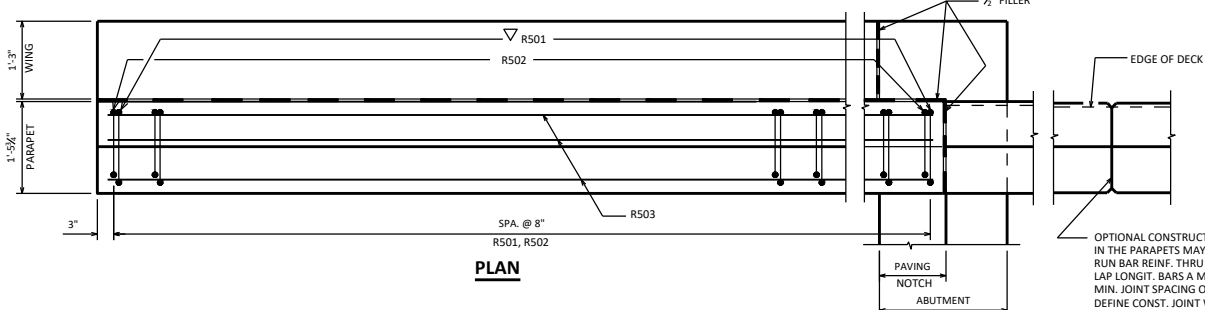 ½" FILLER
R501
R502
EDGE OF DECK
1'-3"
WING
1'-5¾"
PARAPET
R503
3"
SPA. @ 8"
R501, R502
PLAN
PAVING
NOTCH
ABUTMENT
OPTIONAL CONSTRUCT
IN THE PARAPETS MAY
RUN BAR REINF. THRU
LAP LONGIT. BARS A M
MIN. JOINT SPACING O
DEFINE CONST. JOINT W